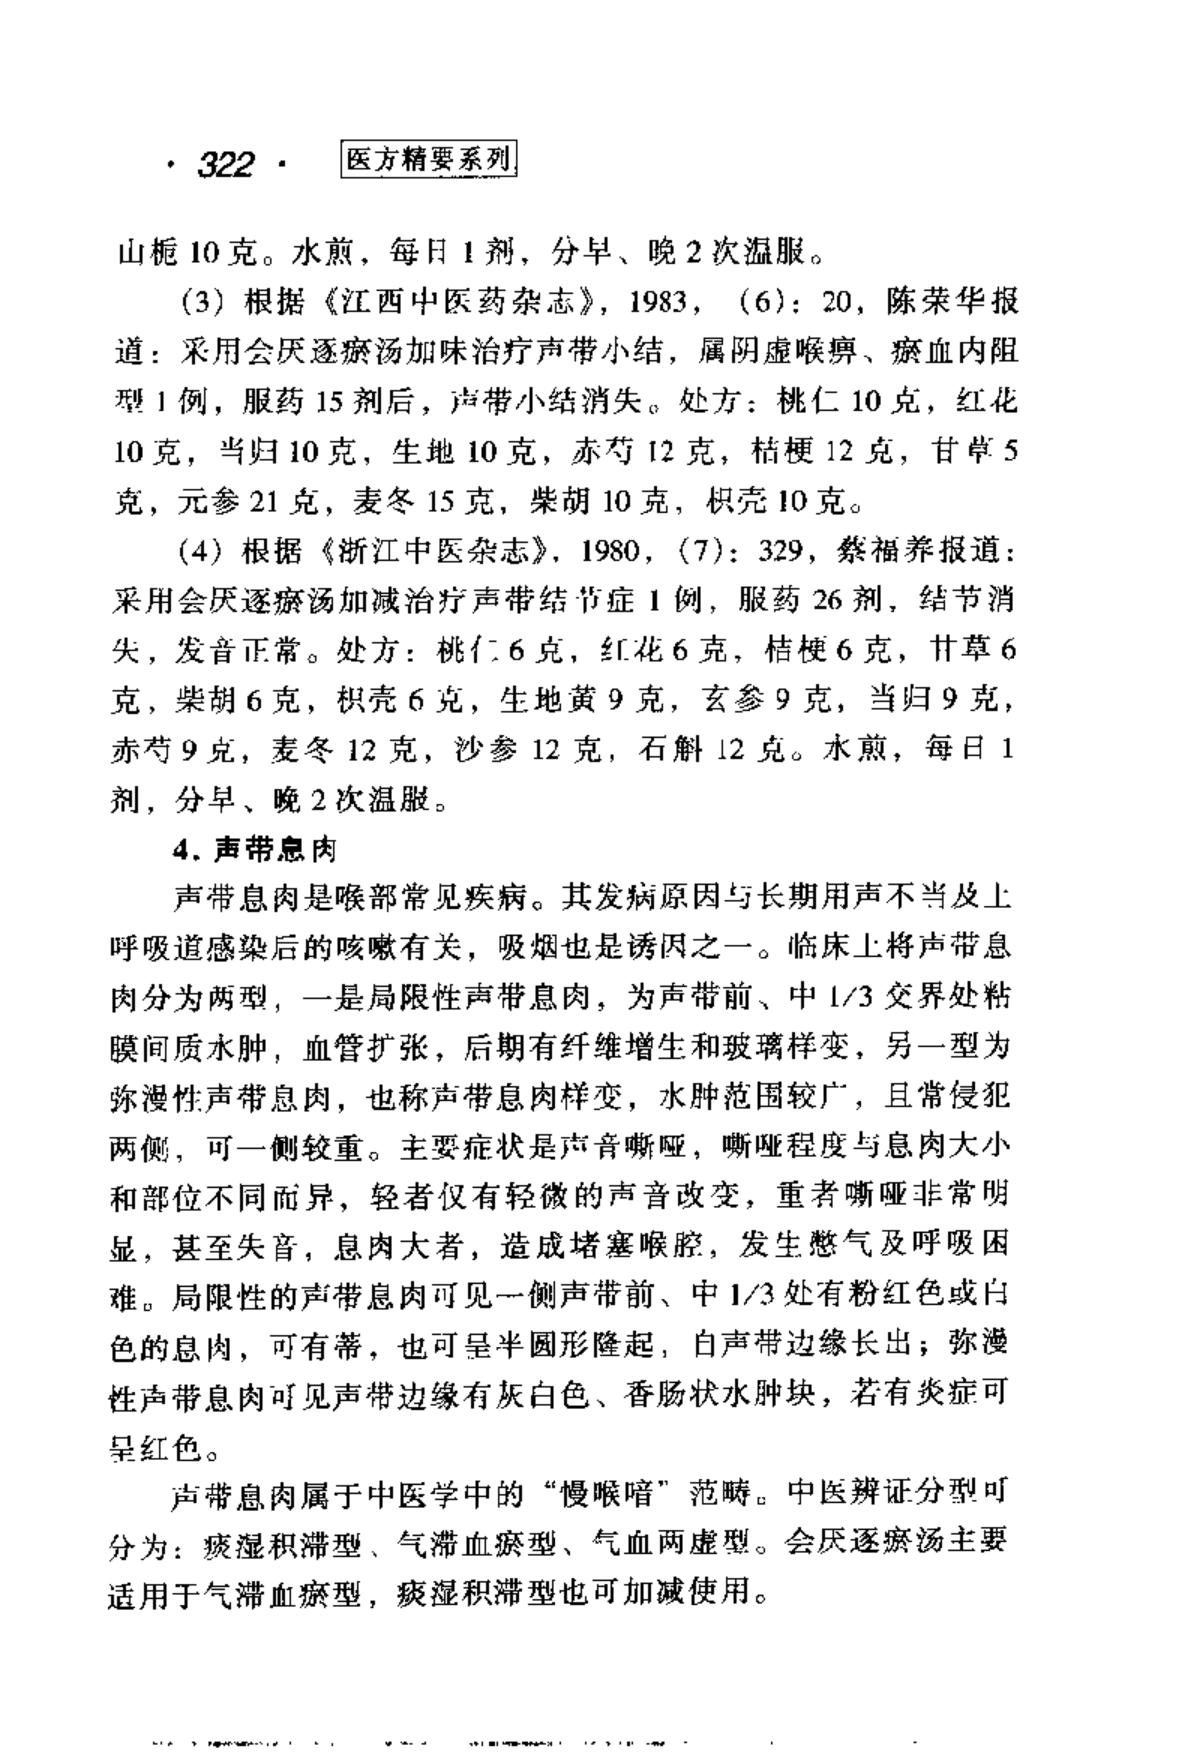 · 322 · 医方精要系列
山栀 10 克。水煎，每日 1 剂，分早、晚 2 次温服。
（3）根据《江西中医药杂志》，1983，（6）：20，陈荣华报
道：采用会厌逐瘀汤加味治疗声带小结，属阴虚喉痹、瘀血内阻
型 1 例，服药 15 剂后，声带小结消失。处方：桃仁 10 克，红花
10 克，当归 10 克，生地 10 克，赤芍 12 克，桔梗 12 克，甘草 5
克，元参 21 克，麦冬 15 克，柴胡 10 克，枳壳 10 克。
（4）根据《浙江中医杂志》，1980，（7）：329，蔡福养报道：
采用会厌逐瘀汤加减治疗声带结节症 1 例，服药 26 剂，结节消
失，发音正常。处方：桃仁 6 克，红花 6 克，桔梗 6 克，甘草 6
克，柴胡 6 克，枳壳 6 克，生地黄 9 克，玄参 9 克，当归 9 克，
赤芍 9 克，麦冬 12 克，沙参 12 克，石斛 12 克。水煎，每日 1
剂，分早、晚 2 次温服。
4. 声带息肉
声带息肉是喉部常见疾病。其发病原因与长期用声不当及上
呼吸道感染后的咳嗽有关，吸烟也是诱因之一。临床上将声带息
肉分为两型，一是局限性声带息肉，为声带前、中 1/3 交界处粘
膜间质水肿，血管扩张，后期有纤维增生和玻璃样变，另一型为
弥漫性声带息肉，也称声带息肉样变，水肿范围较广，且常侵犯
两侧，可一侧较重。主要症状是声音嘶哑，嘶哑程度与息肉大小
和部位不同而异，轻者仅有轻微的声音改变，重者嘶哑非常明
显，甚至失音，息肉大者，造成堵塞喉腔，发生憋气及呼吸困
难。局限性的声带息肉可见一侧声带前、中 1/3 处有粉红色或白
色的息肉，可有蒂，也可呈半圆形隆起，自声带边缘长出；弥漫
性声带息肉可见声带边缘有灰白色、香肠状水肿块，若有炎症可
呈红色。
声带息肉属于中医学中的“慢喉喑”范畴。中医辨证分型可
分为：痰湿积滞型、气滞血瘀型、气血两虚型。会厌逐瘀汤主要
适用于气滞血瘀型，痰湿积滞型也可加减使用。